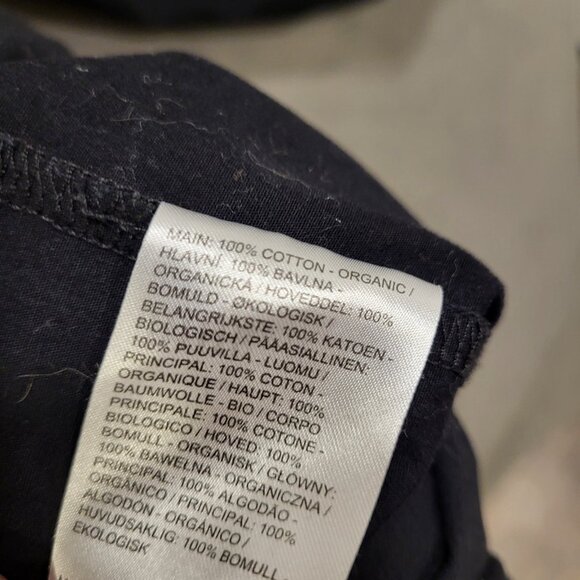 MAIN: 100% COTTON - ORGANIC /
HLAVNÍ: 100% BAVLNA -
ORGANICKÁ / HOVEDDEL: 100%
BOMULD - ØKOLOGISK /
BELANGRIJKSTE: 100% KATOEN -
BIOLOGISCH / PÄÄASIALLINEN:
100% PUUVILLA - LUOMU /
PRINCIPAL: 100% COTON -
ORGANIQUE / HAUPT: 100%
BAUMWOLLE - BIO / CORPO
PRINCIPALE: 100% COTONE -
BIOLOGICO / HOVED: 100%
BOMULL - ORGANISK / GŁÓWNY:
100% BAWEŁNA - ORGANICZNA /
PRINCIPAL: 100% ALGODÃO -
ORGÂNICO / PRINCIPAL: 100%
ALGODÓN - ORGÁNICO /
HUVUDSAKLIG: 100% BOMULL -
EKOLOGISK